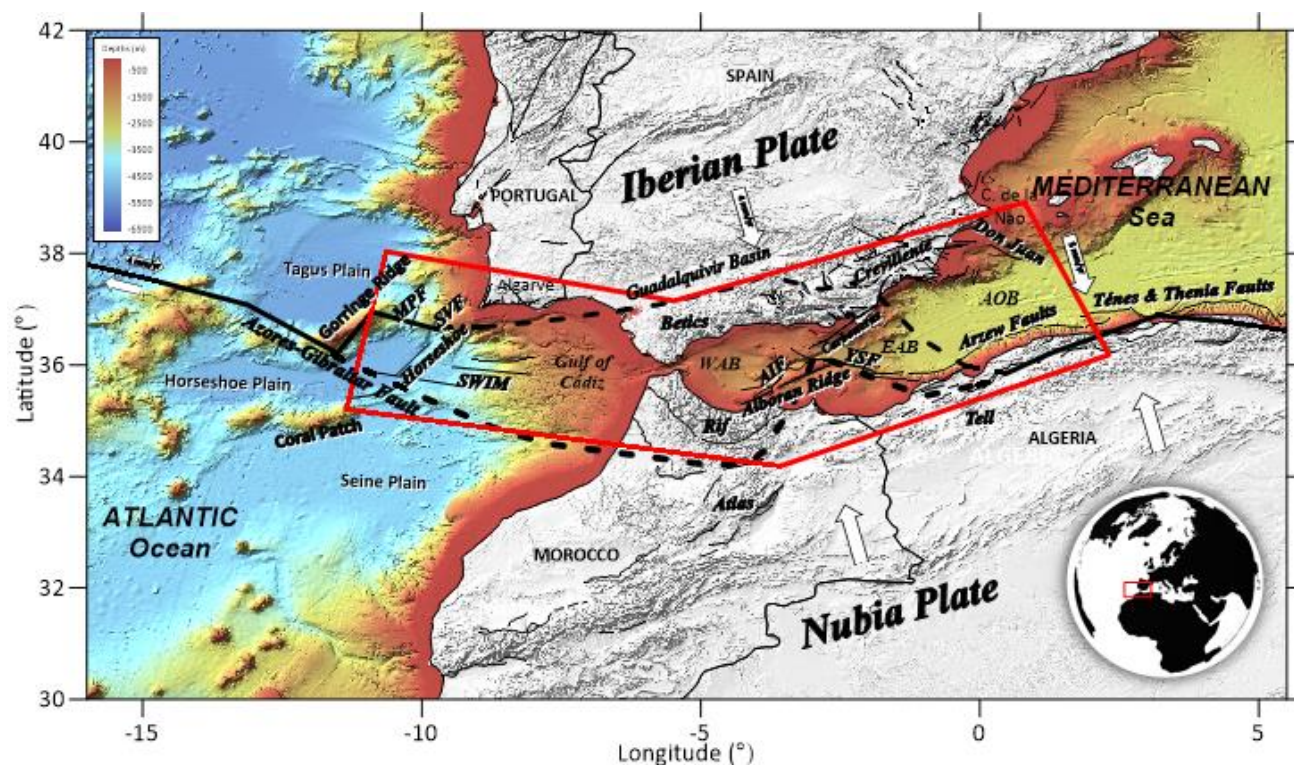 42
40
38
36
34
32
30
Latitude (°)
Depths (m)
-500
-1500
-2500
-3500
-4500
-5500
-6500
SPAIN
Iberian Plate
PORTUGAL
MEDITERRANEAN
Sea
C. de la
Nao
Don Juan
Crevillente
Guadalquivir Basin
Tagus Plain
Gorringe Ridge
MPF
SVF
Algarve
Azores-Gibraltar
Fault
Horseshoe
Horseshoe Plain
SWIM
Gulf of
Cádiz
Betics
WAB
AIF
Carboneras
YSF
EAB
AOB
Alboran Ridge
Arzew Faults
Ténes & Thenia Faults
Coral Patch
Rif
Tell
ALGERIA
Seine Plain
Atlas
ATLANTIC
Ocean
MOROCCO
Nubia Plate
-15
-10
-5
0
5
Longitude (°)